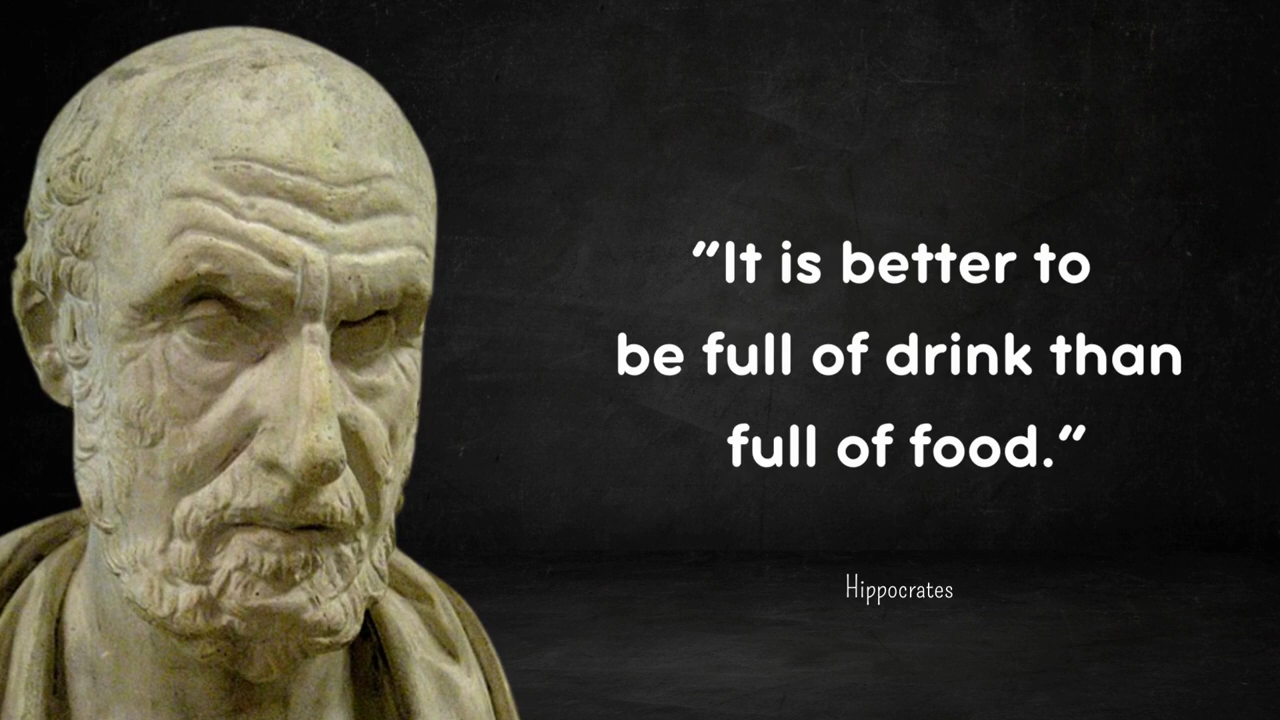 “It is better to
be full of drink than
full of food.”
Hippocrates